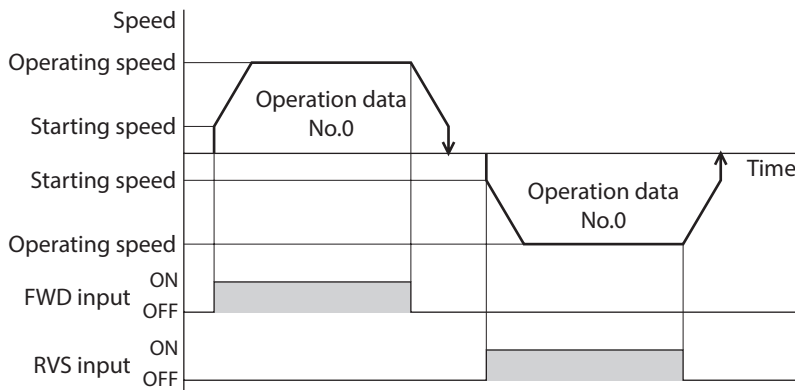 Speed
Operating speed
Operation data
No.0
Starting speed
Time
Starting speed
Operation data
No.0
Operating speed
ON
FWD input
OFF
ON
RVS input
OFF